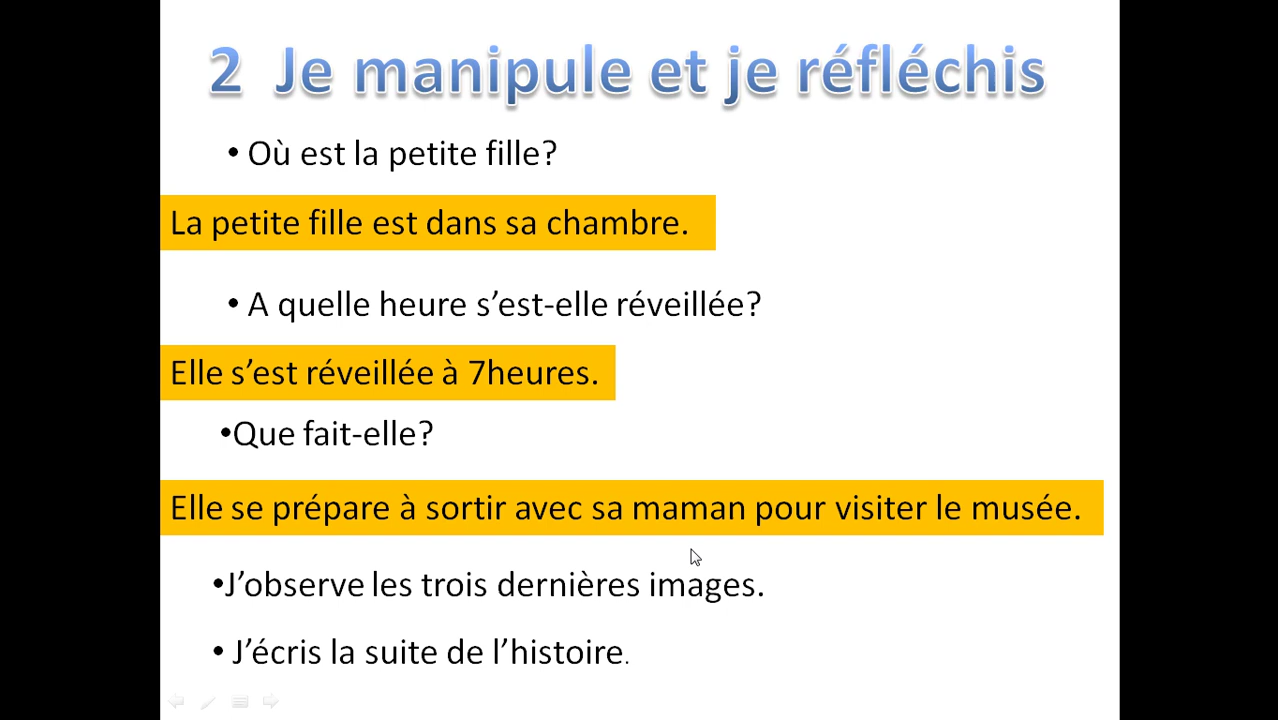 2 Je manipule et je réfléchis
• Où est la petite fille?
La petite fille est dans sa chambre.
• A quelle heure s’est-elle réveillée?
Elle s’est réveillée à 7heures.
•Que fait-elle?
Elle se prépare à sortir avec sa maman pour visiter le musée.
•J’observe les trois dernières images.
• J’écris la suite de l’histoire.